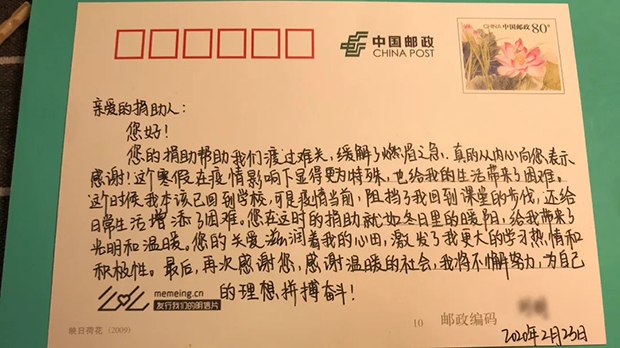 中国邮政
CHINA POST
中国邮政 80分
亲爱的捐助人：
您好！
您的捐助帮助我们渡过难关，缓解了燃眉之急，真的从内心向您表示
感谢！这个寒假在疫情影响下显得更为特殊，也给我的生活带来了困难。
这个时候我本该已回到学校，可是疫情当前，阻挡了我回到课堂的步伐，还给
日常生活增添了困难。您在这时的捐助就如冬日里的暖阳，给我带来了
光明和温暖。您的关爱滋润着我的心田，激发了我更大的学习热情和
积极性。最后，再次感谢您，感谢温暖的社会，我将不懈努力，为自己
的理想拼搏奋斗！
memeing.cn
发行我们的明信片
映日荷花（2009）
10
邮政编码
2020年2月23日